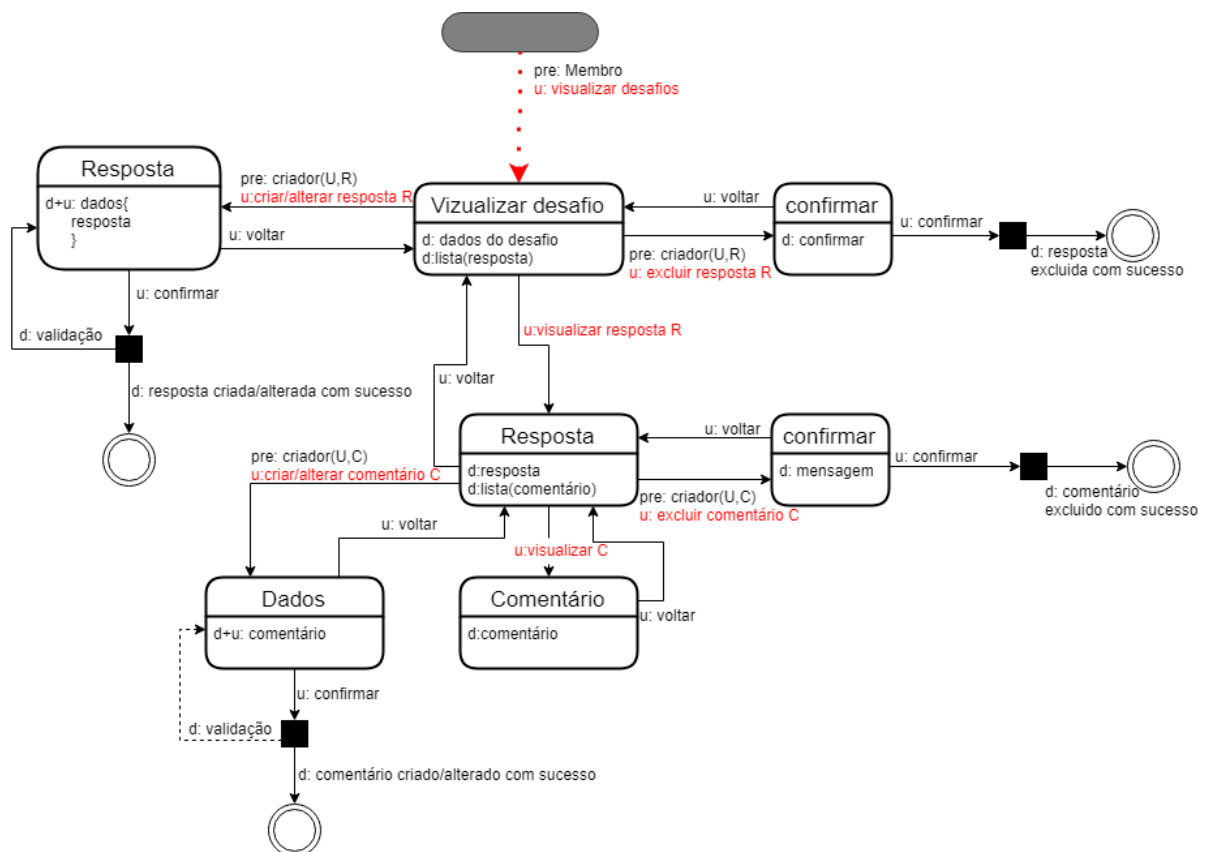 pre: Membro
u: visualizar desafios
Resposta
d+u: dados{
resposta
}
pre: criador(U,R)
u:criar/alterar resposta R
u: voltar
Vizualizar desafio
d: dados do desafio
d:lista(resposta)
u: voltar
pre: criador(U,R)
u: excluir resposta R
confirmar
d: confirmar
u: confirmar
d: resposta
excluida com sucesso
u: confirmar
d: validação
d: resposta criada/alterada com sucesso
u:visualizar resposta R
u: voltar
Resposta
d:resposta
d:lista(comentário)
pre: criador(U,C)
u:criar/alterar comentário C
u: voltar
pre: criador(U,C)
u: excluir comentário C
confirmar
d: mensagem
u: confirmar
d: comentário
excluido com sucesso
u: voltar
u:visualizar C
Dados
d+u: comentário
Comentário
d:comentário
u: voltar
u: confirmar
d: validação
d: comentário criado/alterado com sucesso